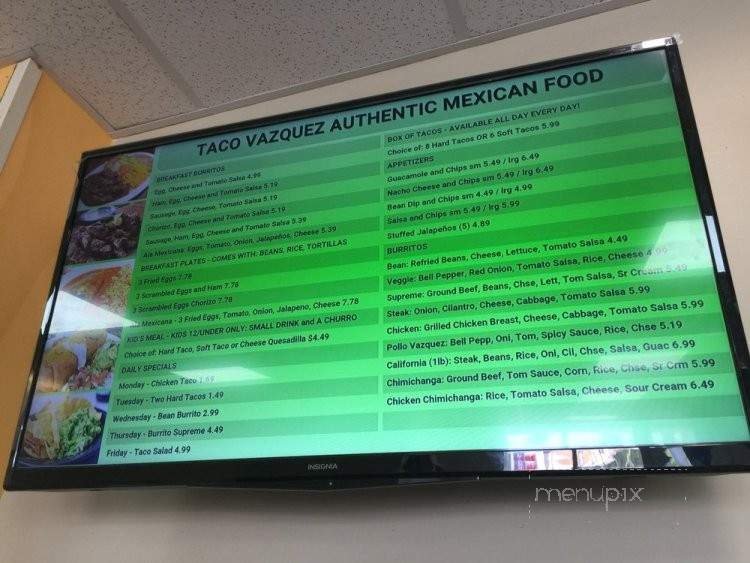 TACO VAZQUEZ AUTHENTIC MEXICAN FOOD
BREAKFAST BURRITOS
Egg, Cheese and Tomato Salsa 4.99
Ham, Egg, Cheese and Tomato Salsa 5.19
Sausage, Egg, Cheese, Tomato Salsa 5.19
Chorizo, Egg, Cheese and Tomato Salsa 5.19
Sausage, Ham, Egg, Cheese and Tomato Salsa 5.39
Ala Mexicana: Eggs, Tomato, Onion, Jalapeños, Cheese 5.39
BREAKFAST PLATES - COMES WITH: BEANS, RICE, TORTILLAS
3 Fried Eggs 7.78
3 Scrambled Eggs and Ham 7.78
3 Scrambled Eggs Chorizo 7.78
Mexicana - 3 Fried Eggs, Tomato, Onion, Jalapeno, Cheese 7.78
KID'S MEAL - KIDS 12/UNDER ONLY: SMALL DRINK and A CHURRO
Choice of: Hard Taco, Soft Taco or Cheese Quesadilla $4.49
DAILY SPECIALS
Monday - Chicken Taco 1.69
Tuesday - Two Hard Tacos 1.49
Wednesday - Bean Burrito 2.99
Thursday - Burrito Supreme 4.49
Friday - Taco Salad 4.99
BOX OF TACOS - AVAILABLE ALL DAY EVERY DAY!
Choice of: 8 Hard Tacos OR 6 Soft Tacos 5.99
APPETIZERS
Guacamole and Chips sm 5.49 / lrg 6.49
Nacho Cheese and Chips sm 5.49 / lrg 6.49
Bean Dip and Chips sm 4.49 / lrg 4.99
Salsa and Chips sm 5.49 / lrg 5.99
Stuffed Jalapeños (5) 4.89
BURRITOS
Bean: Refried Beans, Cheese, Lettuce, Tomato Salsa 4.49
Veggie: Bell Pepper, Red Onion, Tomato Salsa, Rice, Cheese 4.99
Supreme: Ground Beef, Beans, Chse, Lett, Tom Salsa, Sr Cream 5.49
Steak: Onion, Cilantro, Cheese, Cabbage, Tomato Salsa 5.99
Chicken: Grilled Chicken Breast, Cheese, Cabbage, Tomato Salsa 5.99
Pollo Vazquez: Bell Pepp, Oni, Tom, Spicy Sauce, Rice, Chse 5.19
California (1lb): Steak, Beans, Rice, Oni, Cil, Chse, Salsa, Guac 6.99
Chimichanga: Ground Beef, Tom Sauce, Corn, Rice, Chse, Sr Crm 5.99
Chicken Chimichanga: Rice, Tomato Salsa, Cheese, Sour Cream 6.49
INSIGNIA
menupix